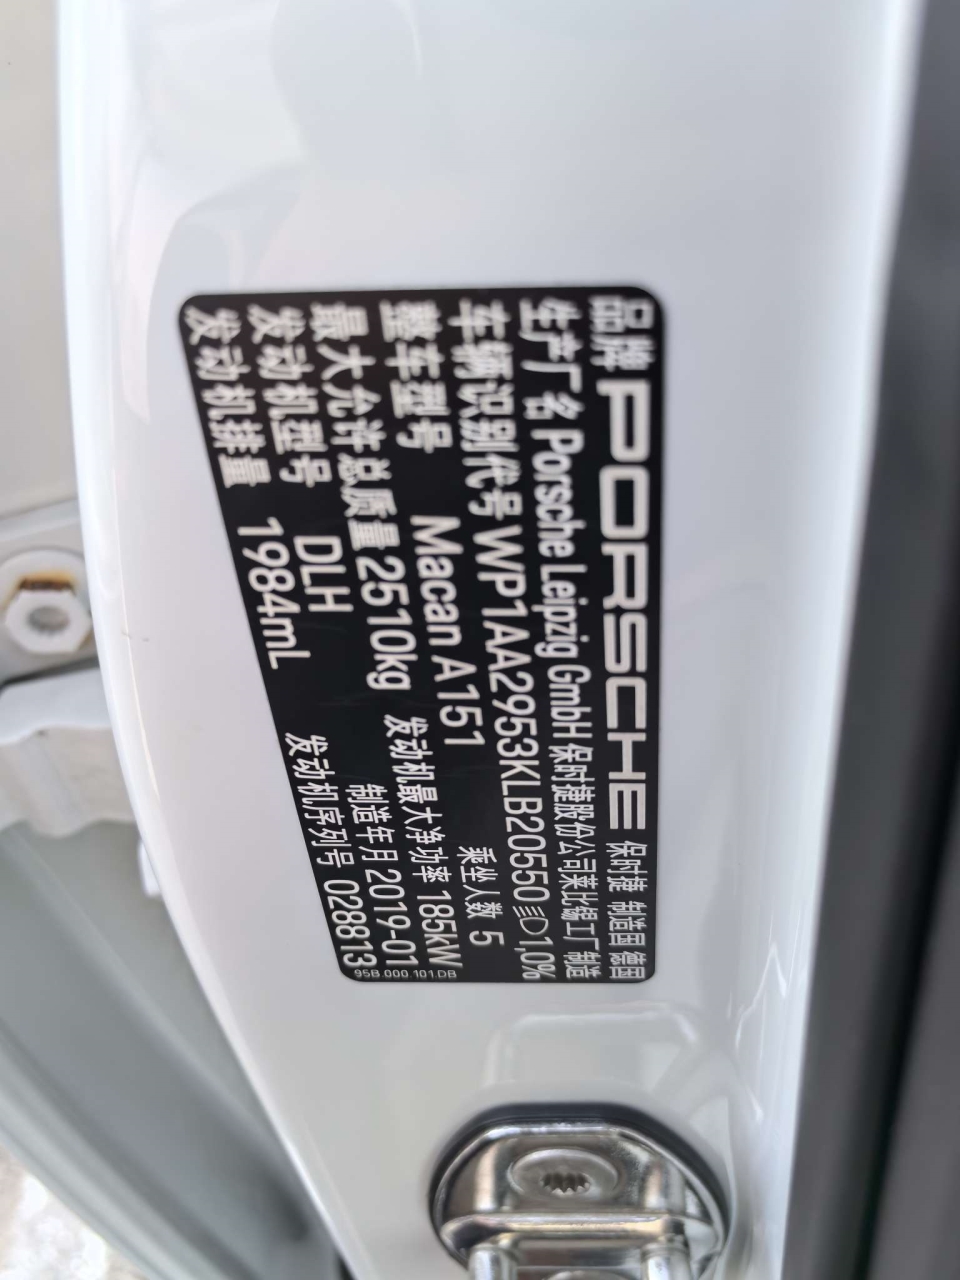 品牌 PORSCHE 保时捷 制造国 德国
生产厂名 Porsche Leipzig GmbH 保时捷股份公司莱比锡工厂制造
车辆识别代号 WP1AA2953KLB20550 1,0%
整车型号 Macan A151 乘坐人数 5
最大允许总质量 2510kg 发动机最大净功率 185kW
发动机型号 DLH 制造年月 2019-01
发动机排量 1984mL 发动机序列号 028813
95B.000.101.DB